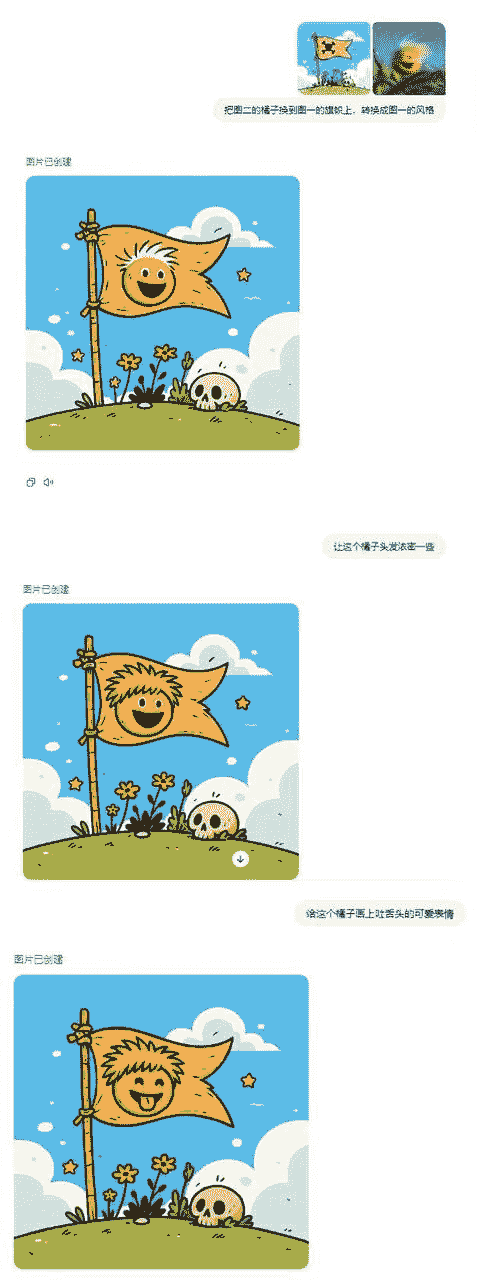 把图二的橘子换到图一的旗帜上，转换成图一的风格
图片已创建
让这个橘子头发浓密一些
图片已创建
给这个橘子画上吐舌头的可爱表情
图片已创建